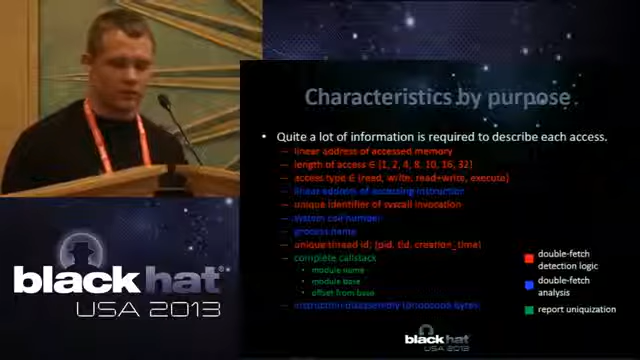 Characteristics by purpose
• Quite a lot of information is required to describe each access.
– linear address of accessed memory
– length of access ∈ {1, 2, 4, 8, 10, 16, 32}
– access type ∈ {read, write, read+write, execute}
– linear address of accessing instruction
– unique identifier of syscall invocation
– system call number
– process name
– unique thread id: {pid, tid, creation_time}
– complete callstack
• module name
• module base
• offset from base
– instruction disassembly (bytes)
double-fetch
detection logic
double-fetch
analysis
report uniquization
black hat®
USA 2013
black hat
USA 2013